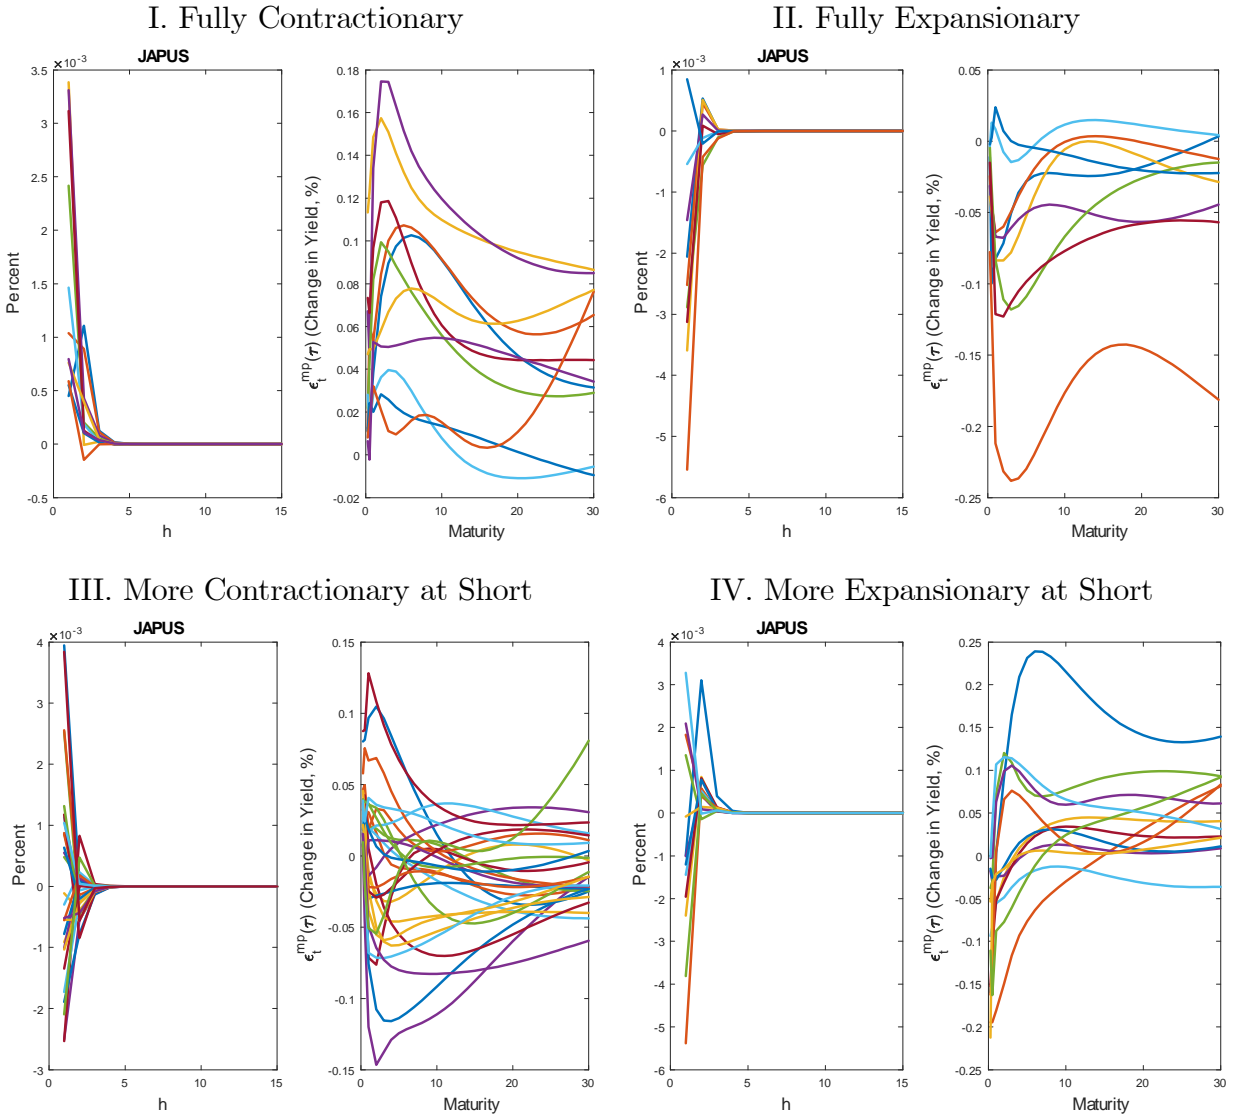 I. Fully Contractionary
JAPUS
×10⁻³
3.5
3
2.5
2
1.5
1
0.5
0
-0.5
Percent
0 5 10 15
h
0.18
0.16
0.14
0.12
0.1
0.08
0.06
0.04
0.02
0
-0.02
ϵ_t^mp(τ) (Change in Yield, %)
0 10 20 30
Maturity
II. Fully Expansionary
JAPUS
×10⁻³
1
0
-1
-2
-3
-4
-5
-6
Percent
0 5 10 15
h
0.05
0
-0.05
-0.1
-0.15
-0.2
-0.25
ϵ_t^mp(τ) (Change in Yield, %)
0 10 20 30
Maturity
III. More Contractionary at Short
JAPUS
×10⁻³
4
3
2
1
0
-1
-2
-3
Percent
0 5 10 15
h
0.15
0.1
0.05
0
-0.05
-0.1
-0.15
ϵ_t^mp(τ) (Change in Yield, %)
0 10 20 30
Maturity
IV. More Expansionary at Short
JAPUS
×10⁻³
4
3
2
1
0
-1
-2
-3
-4
-5
-6
Percent
0 5 10 15
h
0.25
0.2
0.15
0.1
0.05
0
-0.05
-0.1
-0.15
-0.2
-0.25
ϵ_t^mp(τ) (Change in Yield, %)
0 10 20 30
Maturity